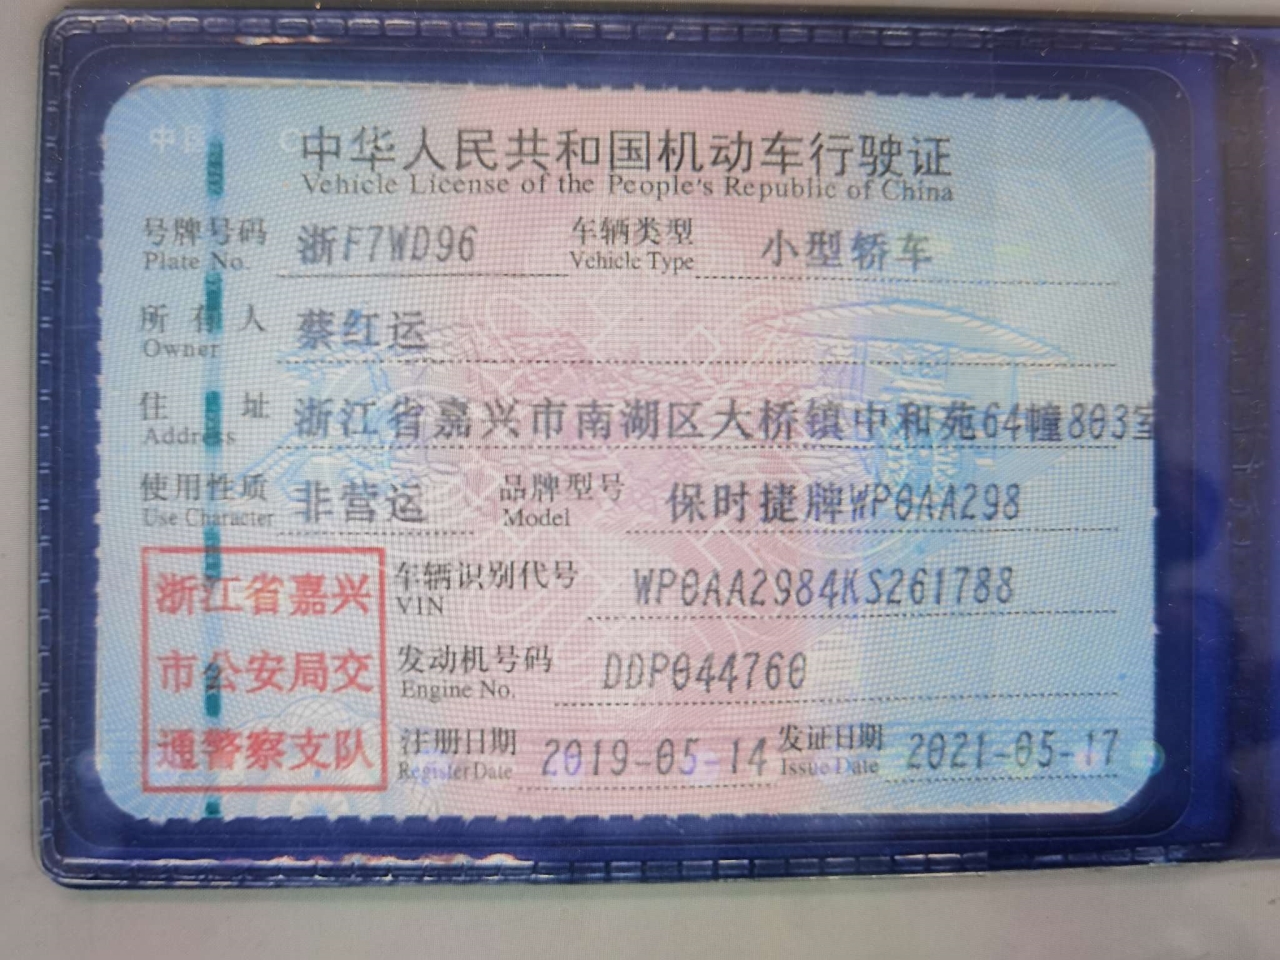 中华人民共和国机动车行驶证
Vehicle License of the People's Republic of China
号牌号码 浙F7WD96 车辆类型 小型轿车
Plate No. Vehicle Type
所有人 蔡红运
Owner
住址 浙江省嘉兴市南湖区大桥镇中和苑64幢803室
Address
使用性质 非营运 品牌型号 保时捷牌WP0AA298
Use Character Model
浙江省嘉兴 车辆识别代号 WP0AA2984KS261788
VIN
市公安局交 发动机号码 DDP044760
Engine No.
通警察支队 注册日期 2019-05-14 发证日期 2021-05-17
Register Date Issue Date